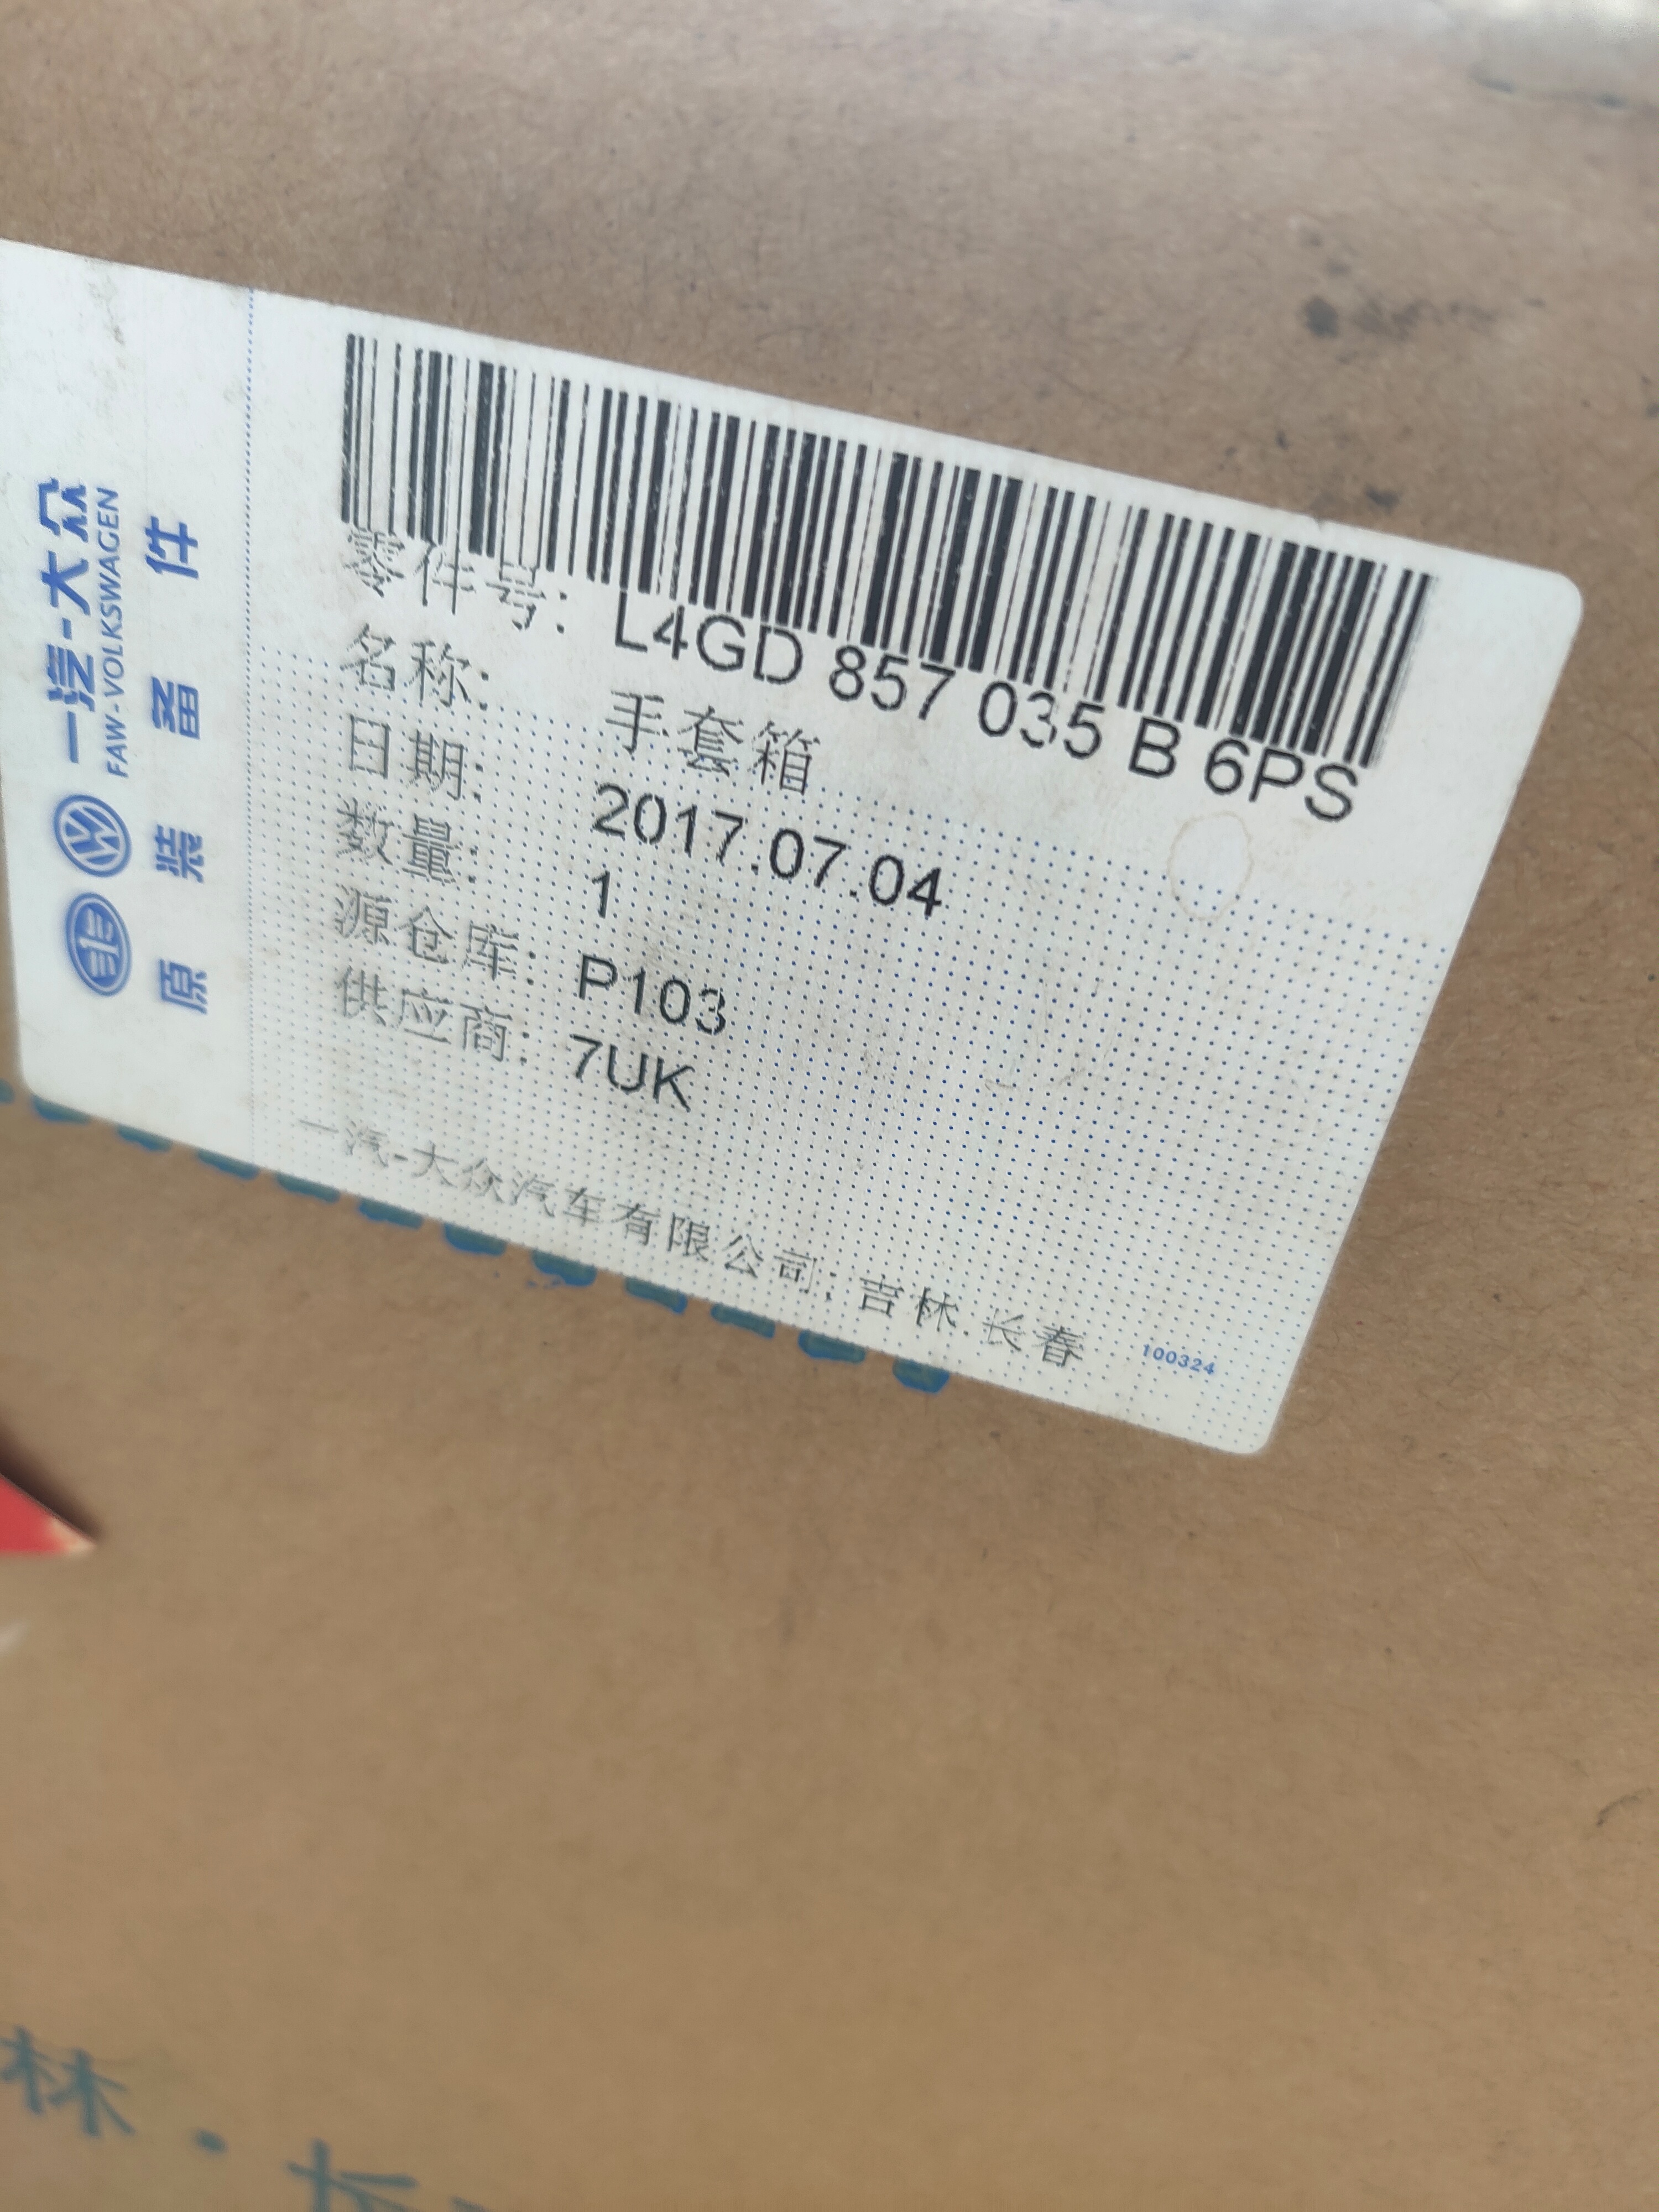 一汽-大众
FAW-VOLKSWAGEN
原装备件
零件号: L4GD 857 035 B 6PS
名称: 手套箱
日期: 2017.07.04
数量: 1
源仓库: P103
供应商: 7UK
一汽-大众汽车有限公司; 吉林.长春
100324
林·长